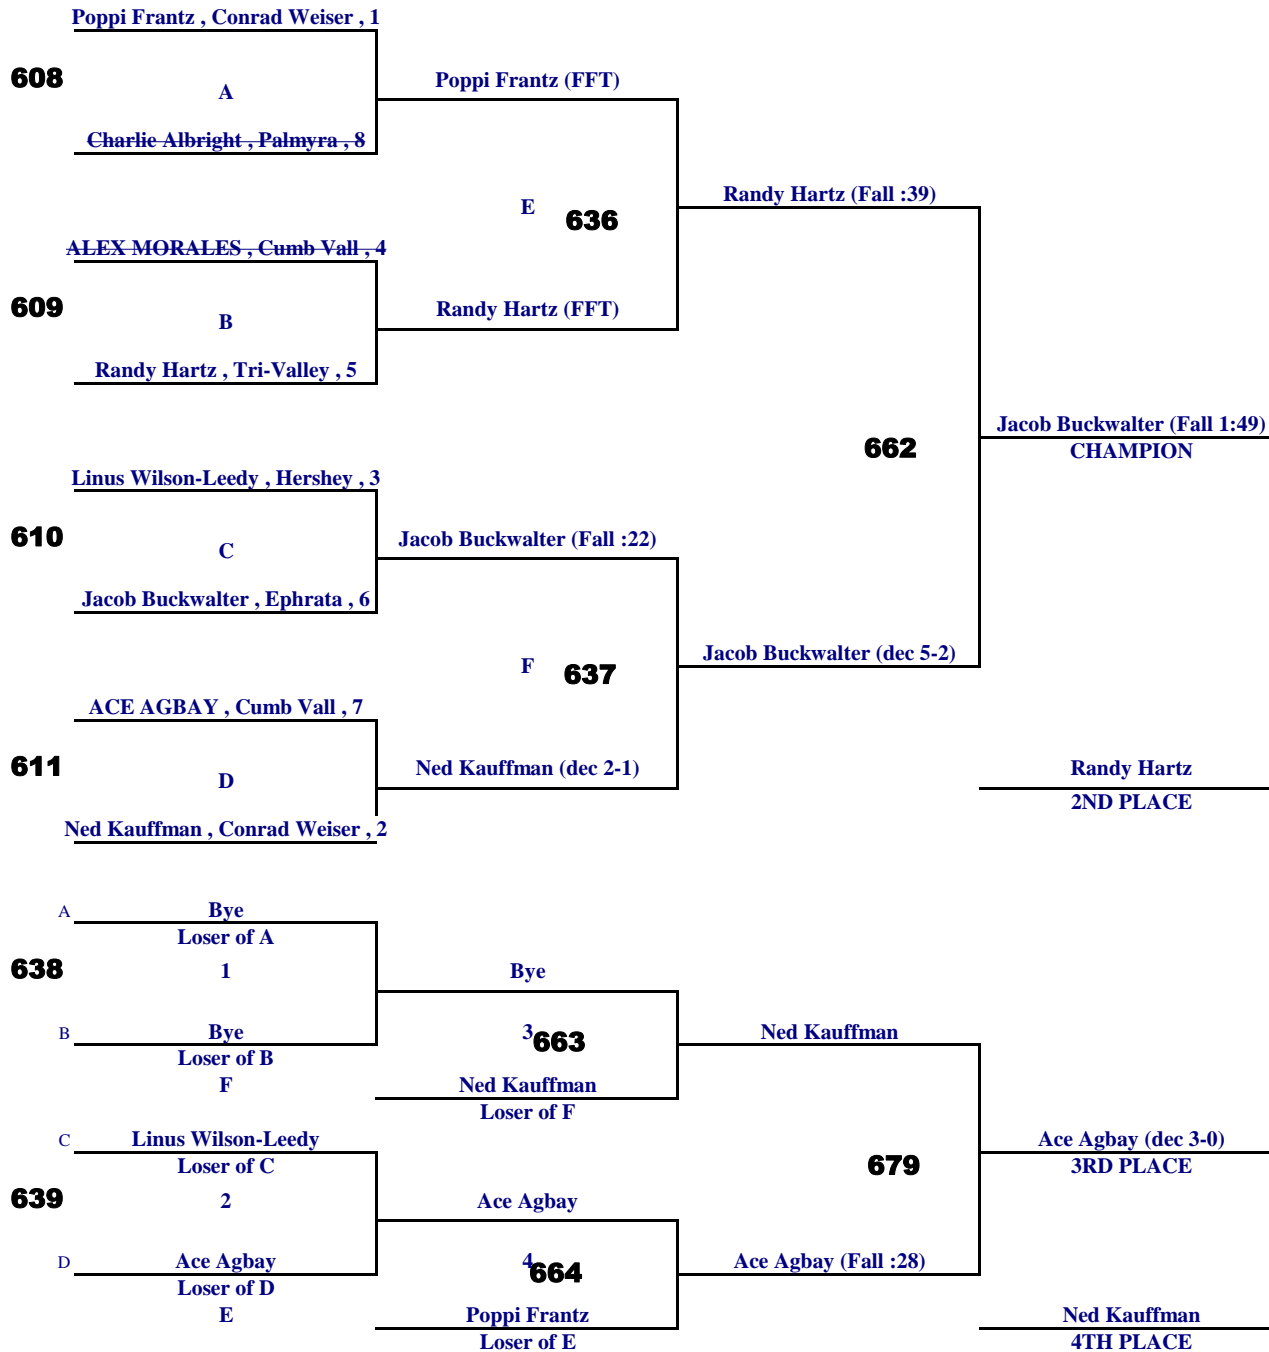 Poppi Frantz , Conrad Weiser , 1
608
A
Poppi Frantz (FFT)
Charlie Albright , Palmyra , 8
E
636
Randy Hartz (Fall :39)
ALEX MORALES , Cumb Vall , 4
609
B
Randy Hartz (FFT)
Randy Hartz , Tri-Valley , 5
662
Jacob Buckwalter (Fall 1:49)
CHAMPION
Linus Wilson-Leedy , Hershey , 3
610
C
Jacob Buckwalter (Fall :22)
Jacob Buckwalter , Ephrata , 6
F
637
Jacob Buckwalter (dec 5-2)
ACE AGBAY , Cumb Vall , 7
611
D
Ned Kauffman (dec 2-1)
Randy Hartz
2ND PLACE
Ned Kauffman , Conrad Weiser , 2
A
Bye
Loser of A
638
1
Bye
B
Bye
3
663
Ned Kauffman
Loser of B
F
Ned Kauffman
Loser of F
C
Linus Wilson-Leedy
Ace Agbay (dec 3-0)
Loser of C
679
3RD PLACE
639
2
Ace Agbay
D
Ace Agbay
4
664
Ace Agbay (Fall :28)
Loser of D
E
Poppi Frantz
Ned Kauffman
Loser of E
4TH PLACE